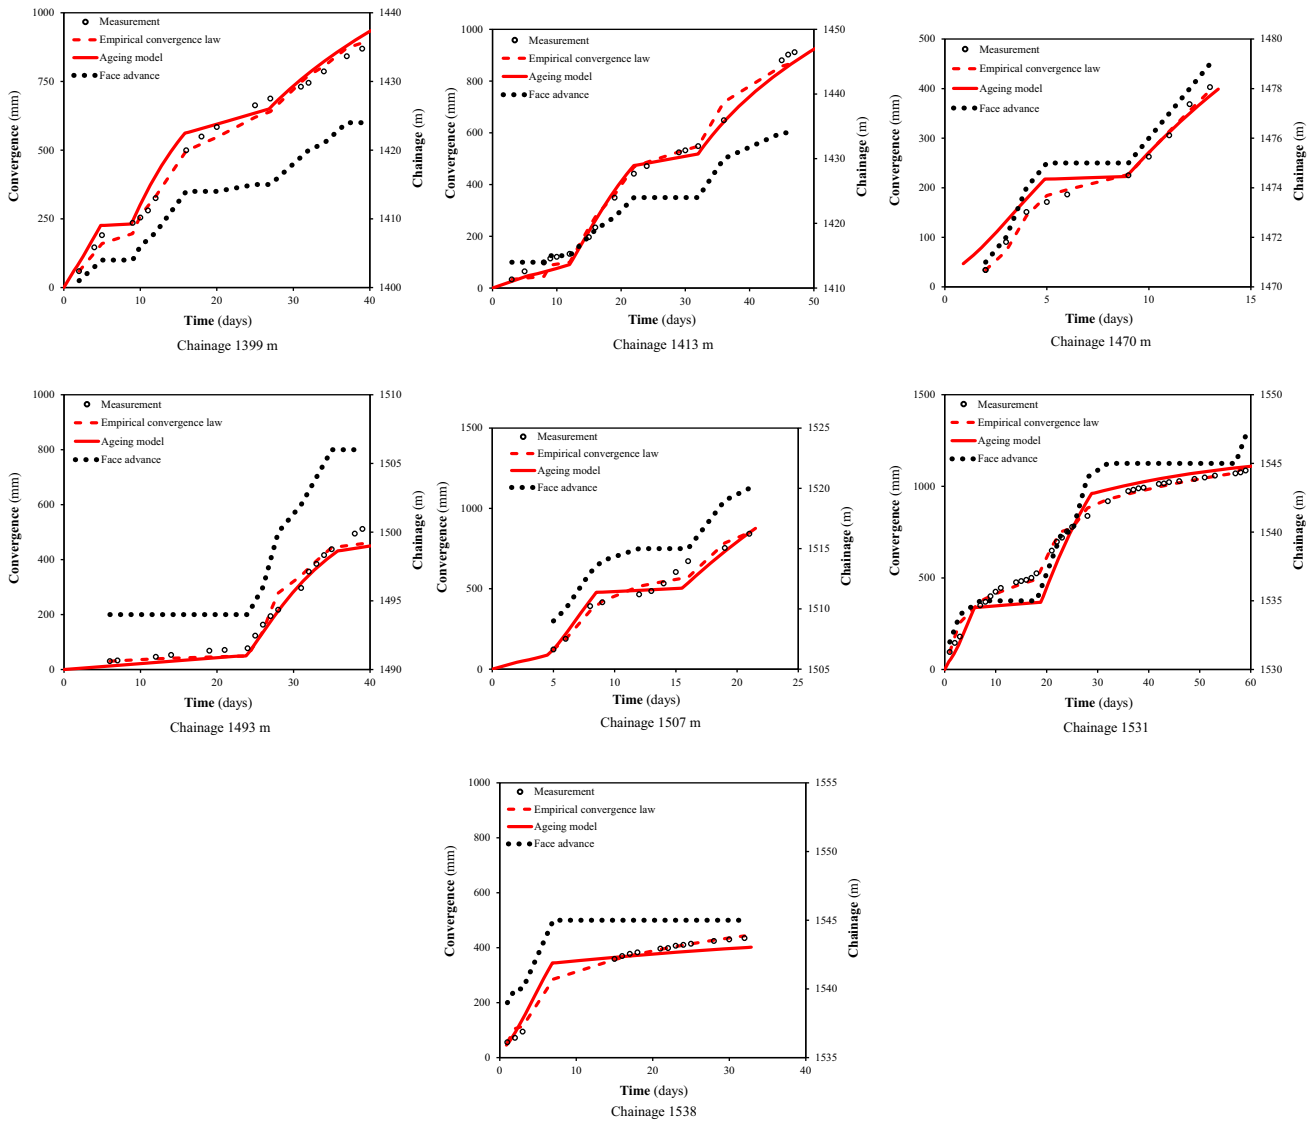 1000
750
500
250
0
Convergence (mm)
Measurement
Empirical convergence law
Ageing model
Face advance
1440
1430
1420
1410
1400
Chainage (m)
0 10 20 30 40
Time (days)
Chainage 1399 m
1000
800
600
400
200
0
Convergence (mm)
Measurement
Empirical convergence law
Ageing model
Face advance
1450
1440
1430
1420
1410
Chainage (m)
0 10 20 30 40 50
Time (days)
Chainage 1413 m
500
400
300
200
100
0
Convergence (mm)
Measurement
Empirical convergence law
Ageing model
Face advance
1480
1478
1476
1474
1472
1470
Chainage (m)
0 5 10 15
Time (days)
Chainage 1470 m
1000
800
600
400
200
0
Convergence (mm)
Measurement
Empirical convergence law
Ageing model
Face advance
1510
1505
1500
1495
1490
Chainage (m)
0 10 20 30 40
Time (days)
Chainage 1493 m
1500
1000
500
0
Convergence (mm)
Measurement
Empirical convergence law
Ageing model
Face advance
1525
1520
1515
1510
1505
Chainage (m)
0 5 10 15 20 25
Time (days)
Chainage 1507 m
1500
1000
500
0
Convergence (mm)
Measurement
Empirical convergence law
Ageing model
Face advance
1550
1545
1540
1535
1530
Chainage (m)
0 10 20 30 40 50 60
Time (days)
Chainage 1531
1000
800
600
400
200
0
Convergence (mm)
Measurement
Empirical convergence law
Ageing model
Face advance
1555
1550
1545
1540
1535
Chainage (m)
0 10 20 30 40
Time (days)
Chainage 1538